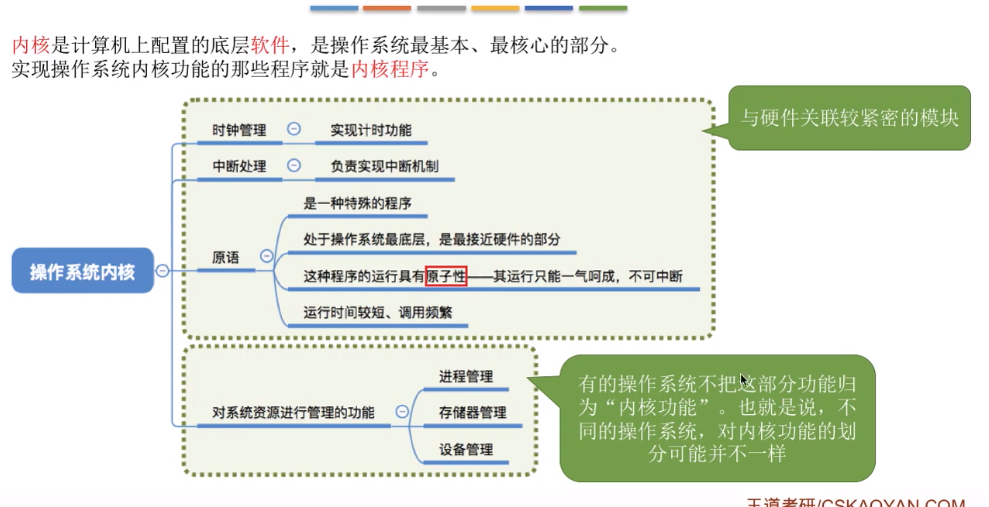 内核是计算机上配置的底层软件，是操作系统最基本、最核心的部分。
实现操作系统内核功能的那些程序就是内核程序。
与硬件关联较紧密的模块
时钟管理
实现计时功能
中断处理
负责实现中断机制
是一种特殊的程序
处于操作系统最底层，是最接近硬件的部分
原语
这种程序的运行具有原子性——其运行只能一气呵成，不可中断
运行时间较短、调用频繁
操作系统内核
进程管理
对系统资源进行管理的功能
存储器管理
设备管理
有的操作系统不把这部分功能归
为“内核功能”。也就是说，不
同的操作系统，对内核功能的划
分可能并不一样
王道考研/CSKAOYAN.COM